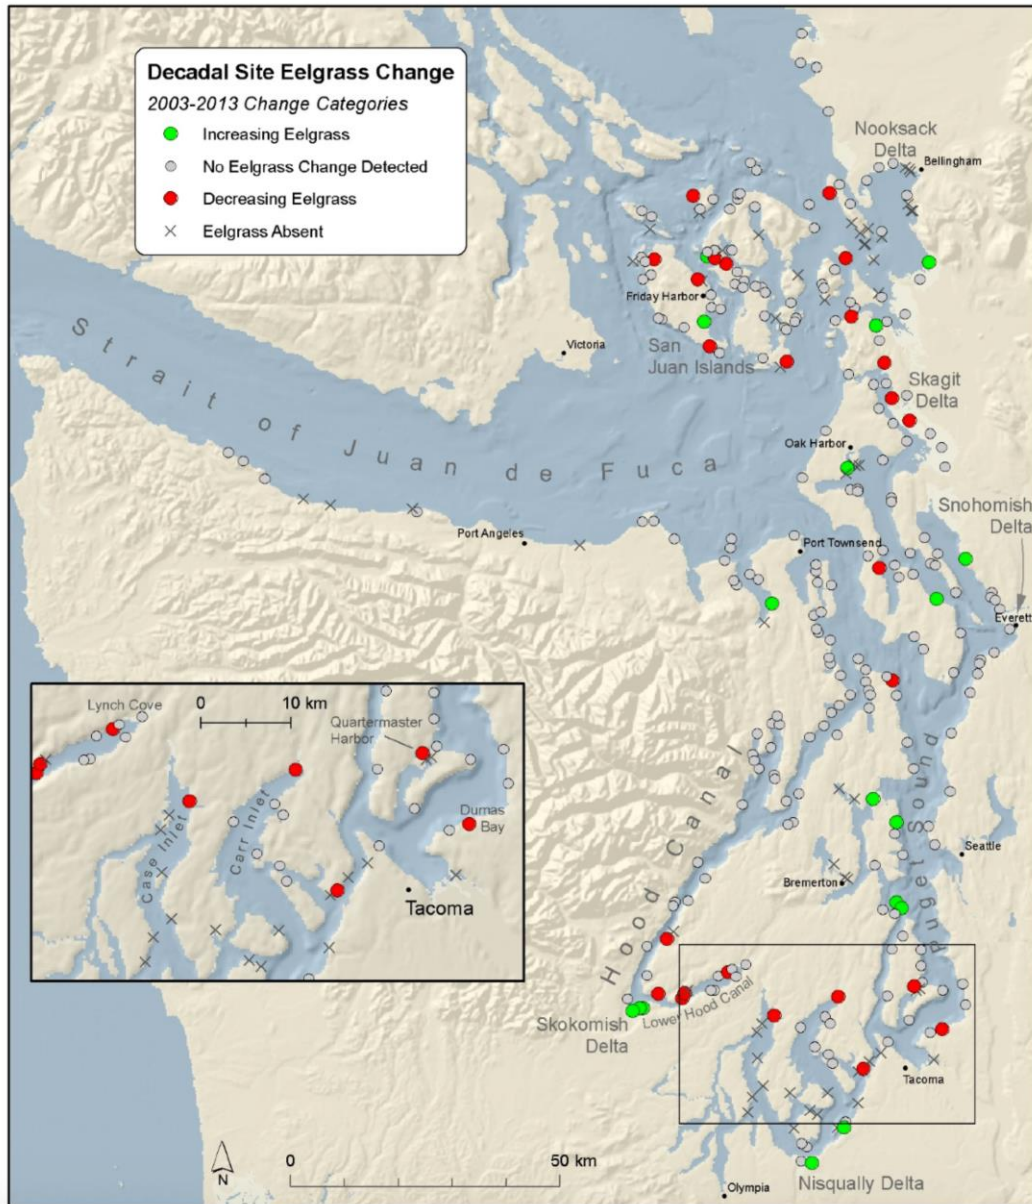 Decadal Site Eelgrass Change
2003-2013 Change Categories
Increasing Eelgrass
No Eelgrass Change Detected
Decreasing Eelgrass
Eelgrass Absent
Nooksack
Delta
Bellingham
Friday Harbor
Victoria
San
Juan Islands
Skagit
Delta
Strait of Juan de Fuca
Oak Harbor
Snohomish
Delta
Port Angeles
Port Townsend
Everett
Lynch Cove
0 10 km
Quartermaster
Harbor
Case Inlet
Carr Inlet
Dumas
Bay
Tacoma
Hood Canal
Puget Sound
Seattle
Bremerton
Lower Hood Canal
Skokomish
Delta
Tacoma
N
0 50 km
Nisqually Delta
Olympia